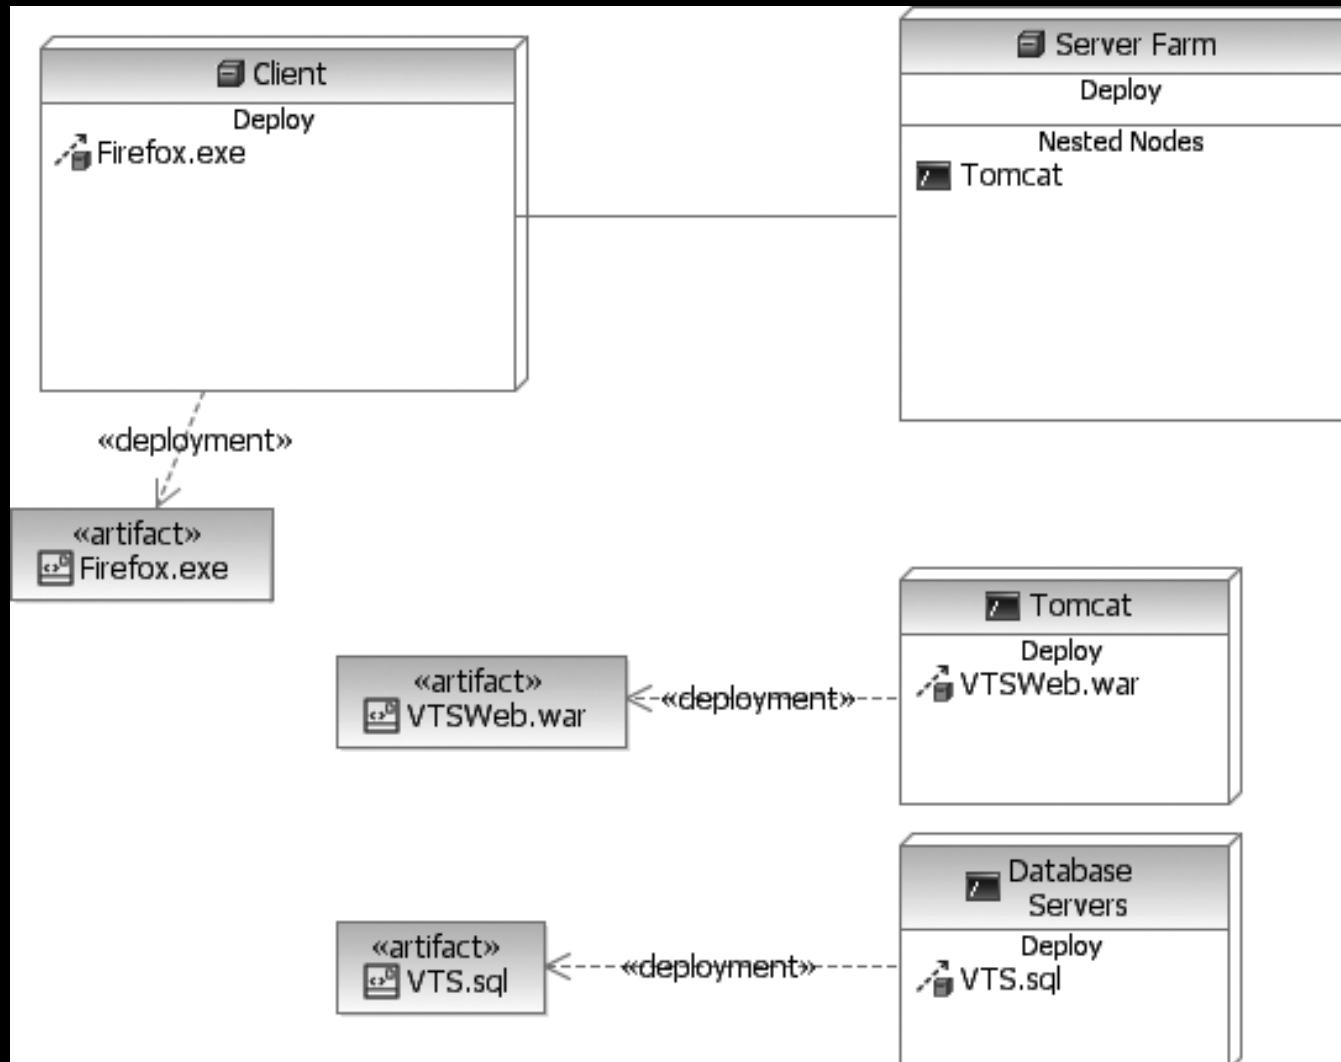 Client
Deploy
Firefox.exe
Server Farm
Deploy
Nested Nodes
Tomcat
«deployment»
«artifact»
Firefox.exe
«artifact»
VTSWeb.war
«deployment»
Tomcat
Deploy
VTSWeb.war
«artifact»
VTS.sql
«deployment»
Database
Servers
Deploy
VTS.sql